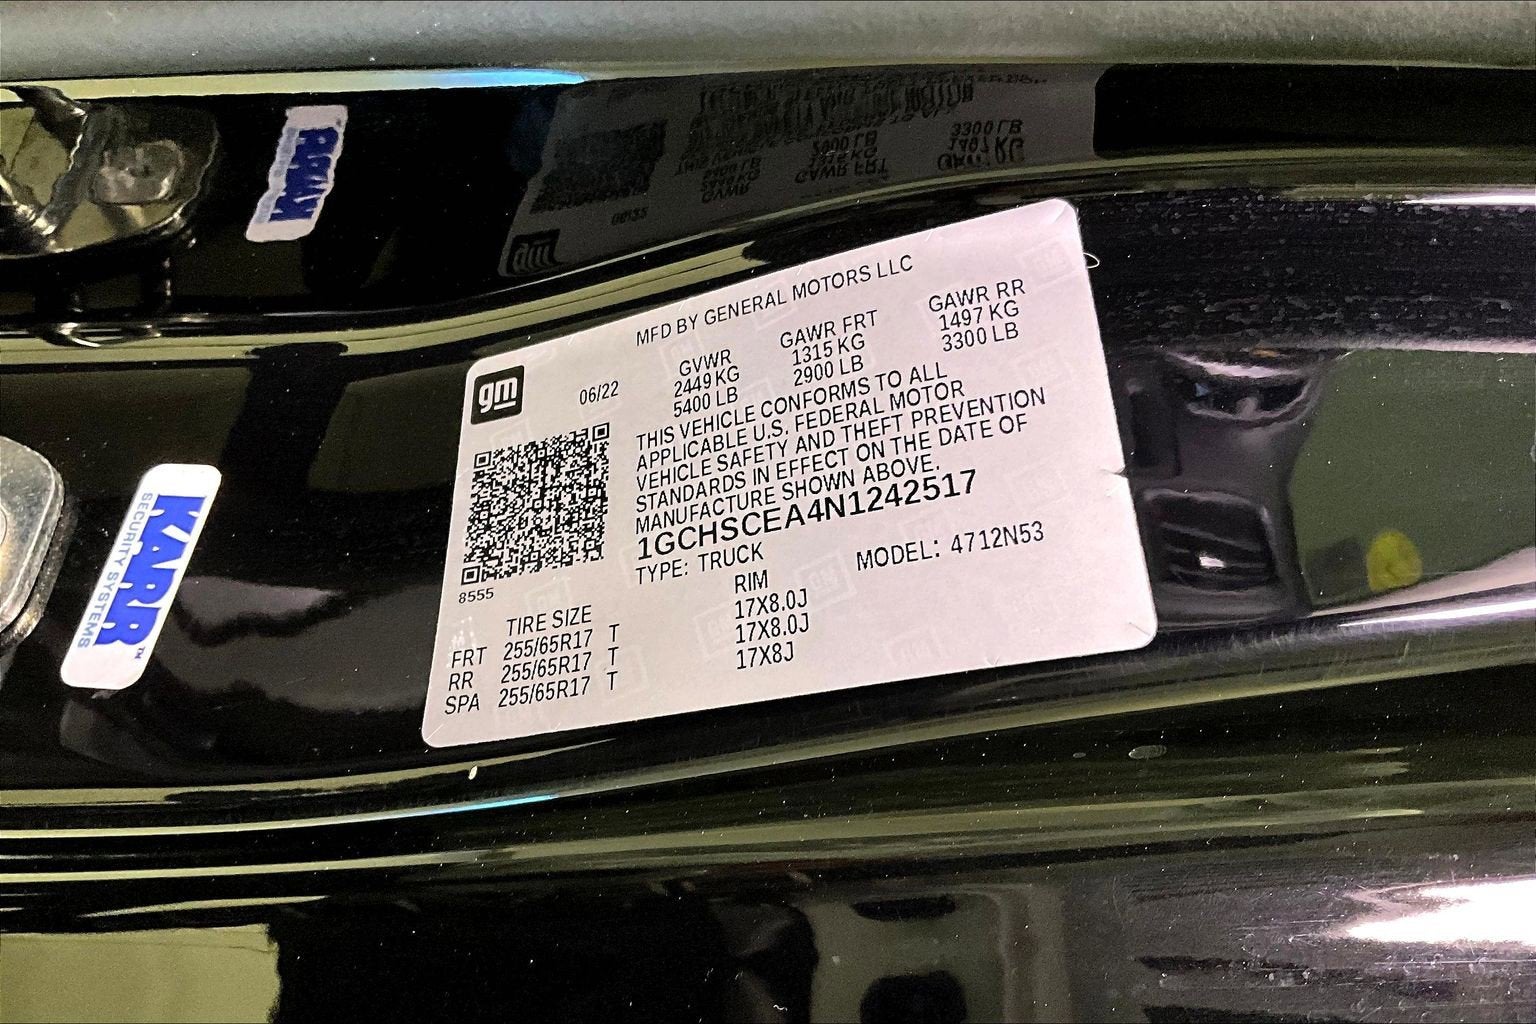 gm
MFD BY GENERAL MOTORS LLC
06/22
GVWR GAWR FRT GAWR RR
2449 KG 1315 KG 1497 KG
5400 LB 2900 LB 3300 LB
THIS VEHICLE CONFORMS TO ALL
APPLICABLE U.S. FEDERAL MOTOR
VEHICLE SAFETY AND THEFT PREVENTION
STANDARDS IN EFFECT ON THE DATE OF
MANUFACTURE SHOWN ABOVE.
1GCHSCEA4N1242517
TYPE: TRUCK MODEL: 4712N53
8555
TIRE SIZE RIM
FRT 255/65R17 T 17X8.0J
RR 255/65R17 T 17X8.0J
SPA 255/65R17 T 17X8J
KARR™
SECURITY SYSTEMS